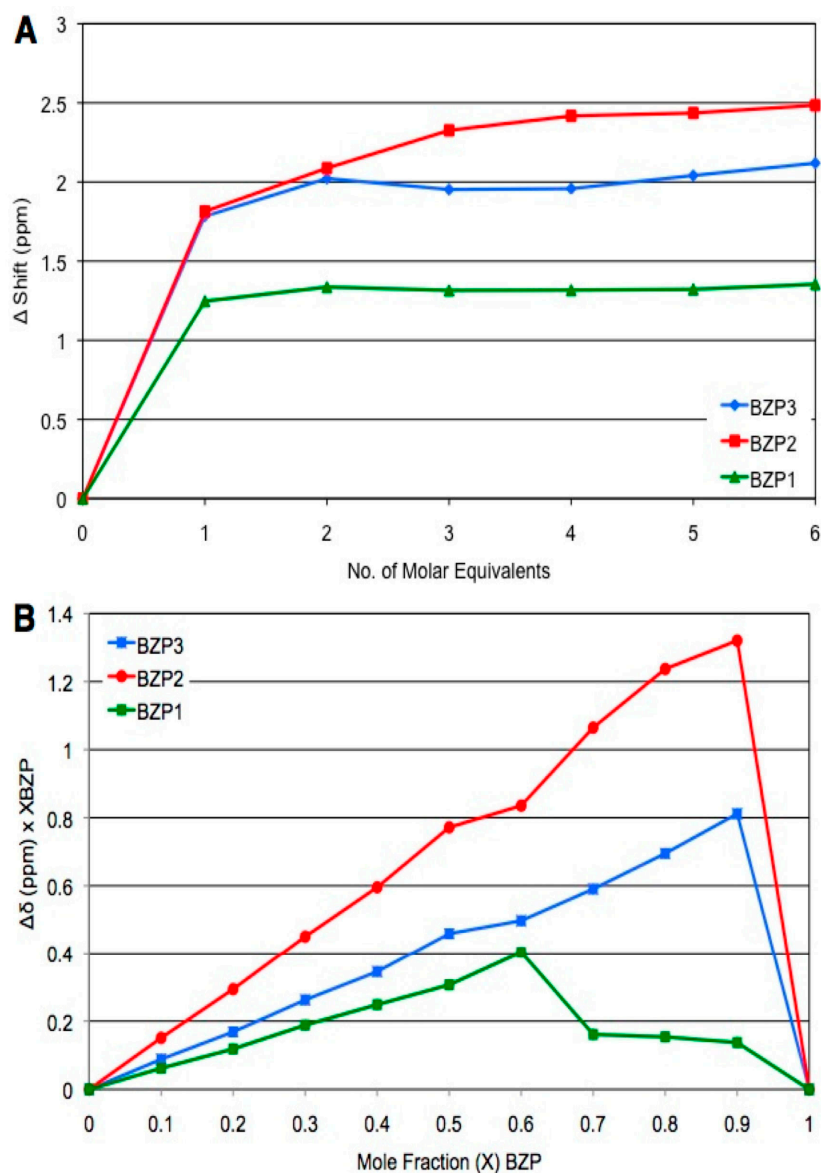 A
3
2.5
2
1.5
1
0.5
0
Δ Shift (ppm)
BZP3
BZP2
BZP1
0 1 2 3 4 5 6
No. of Molar Equivalents
B
1.4
1.2
1
0.8
0.6
0.4
0.2
0
Δδ (ppm) x XBZP
BZP3
BZP2
BZP1
0 0.1 0.2 0.3 0.4 0.5 0.6 0.7 0.8 0.9 1
Mole Fraction (X) BZP